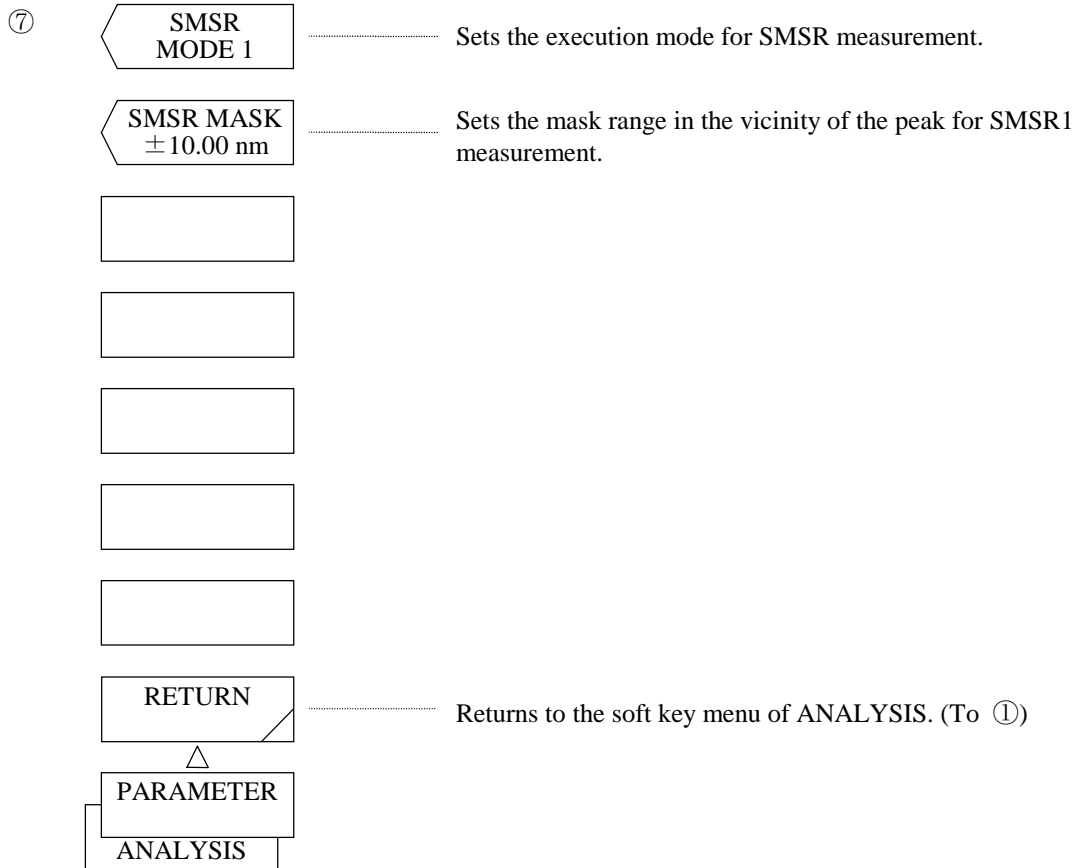 ⑦
SMSR
MODE 1
Sets the execution mode for SMSR measurement.
SMSR MASK
±10.00 nm
Sets the mask range in the vicinity of the peak for SMSR1
measurement.
RETURN
Returns to the soft key menu of ANALYSIS. (To ①)
PARAMETER
ANALYSIS